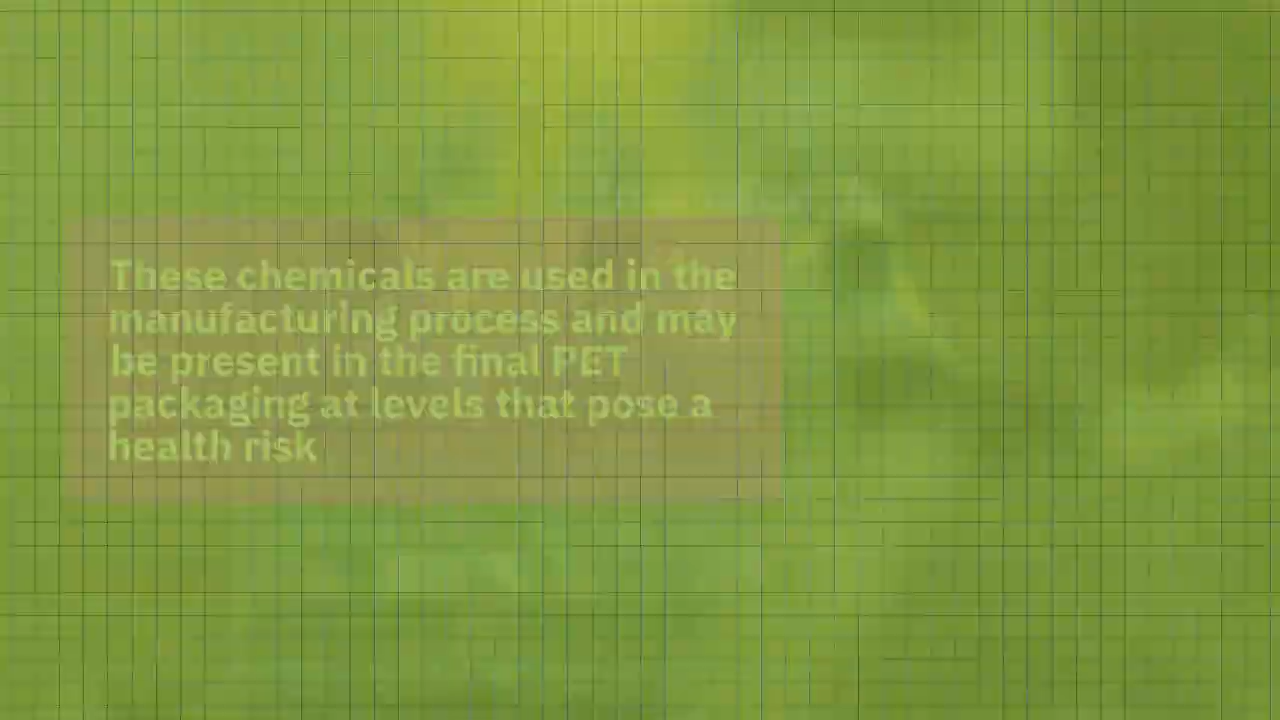 These chemicals are used in the
manufacturing process and may
be present in the final PET
packaging at levels that pose a
health risk